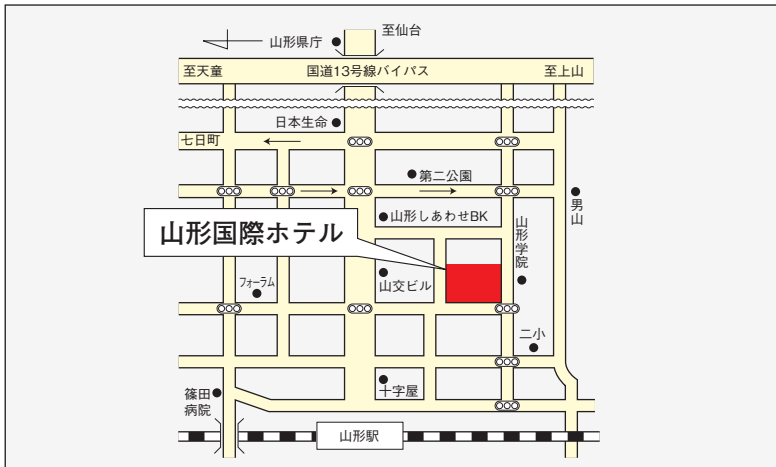 至仙台
山形県庁
至天童
国道13号線バイパス
至上山
日本生命
七日町
第二公園
山形しあわせBK
男山
山形国際ホテル
山形学院
フォーラム
山交ビル
二小
十字屋
篠田
病院
山形駅